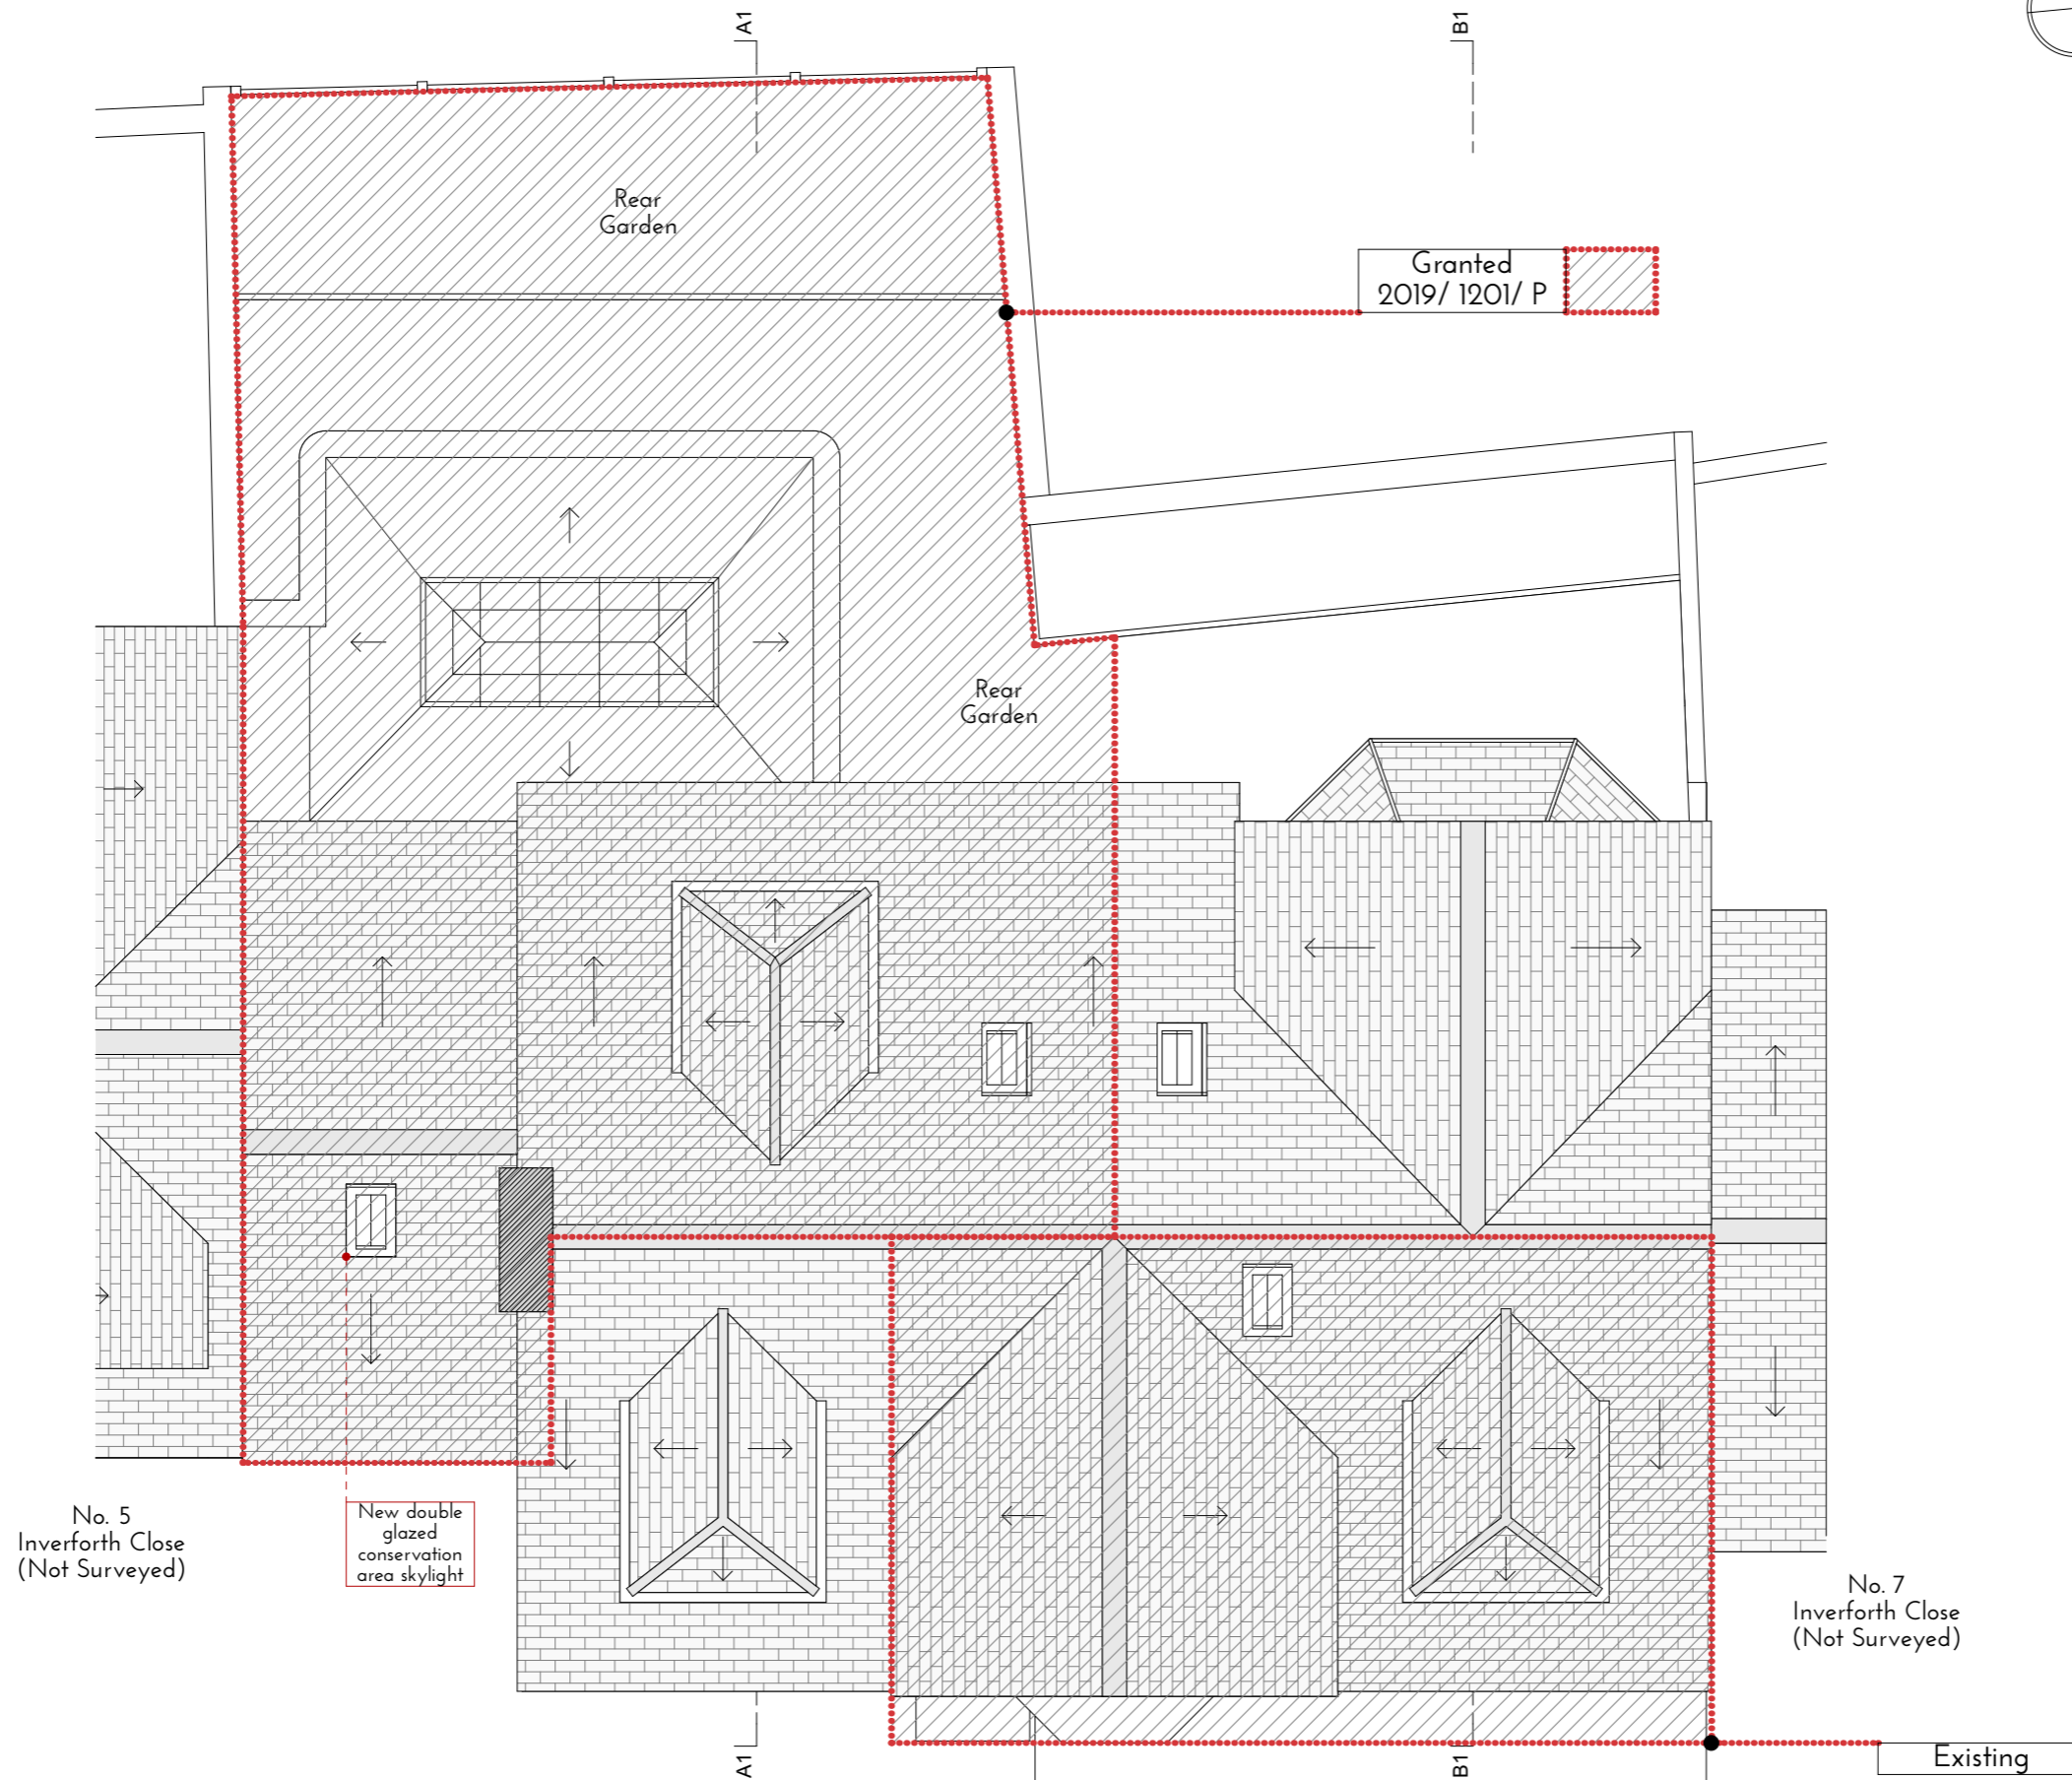 A1
B1
Rear
Garden
Granted
2019/ 1201/ P
Rear
Garden
No. 5
Inverforth Close
(Not Surveyed)
New double
glazed
conservation
area skylight
No. 7
Inverforth Close
(Not Surveyed)
A1
B1
Existing